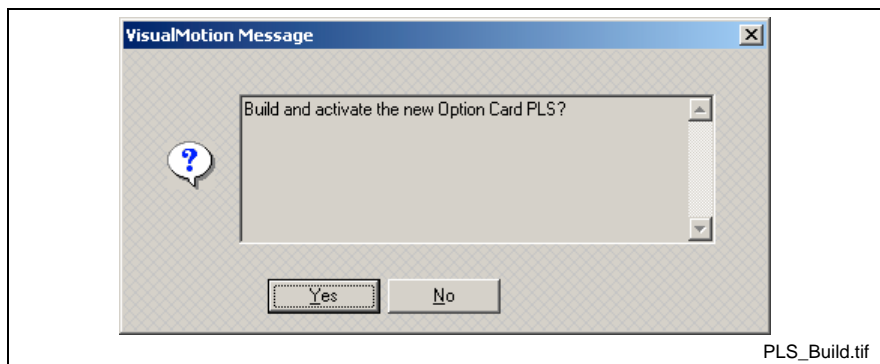 VisualMotion Message
Build and activate the new Option Card PLS?
?
Yes
No
PLS_Build.tif